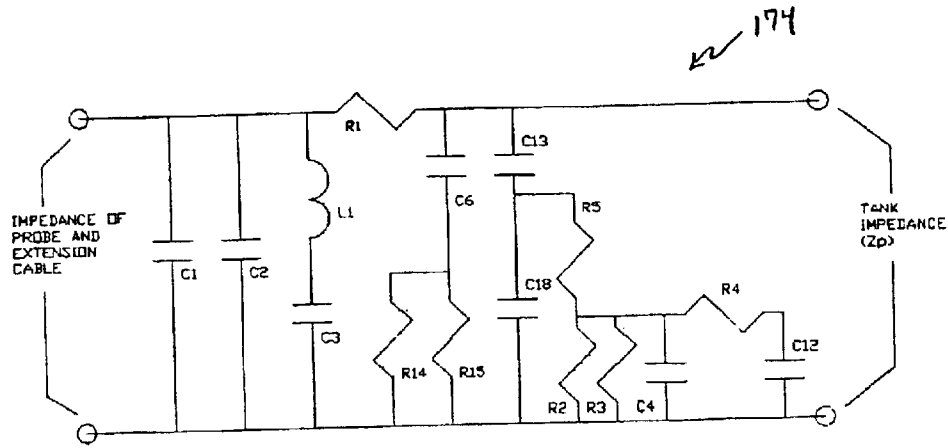 174
R1
C13
C6
R5
L1
IMPEDANCE OF
PROBE AND
EXTENSION
CABLE
TANK
IMPEDANCE
(Zp)
C1
C2
C18
R4
C3
C12
R14
R15
R2
R3
C4